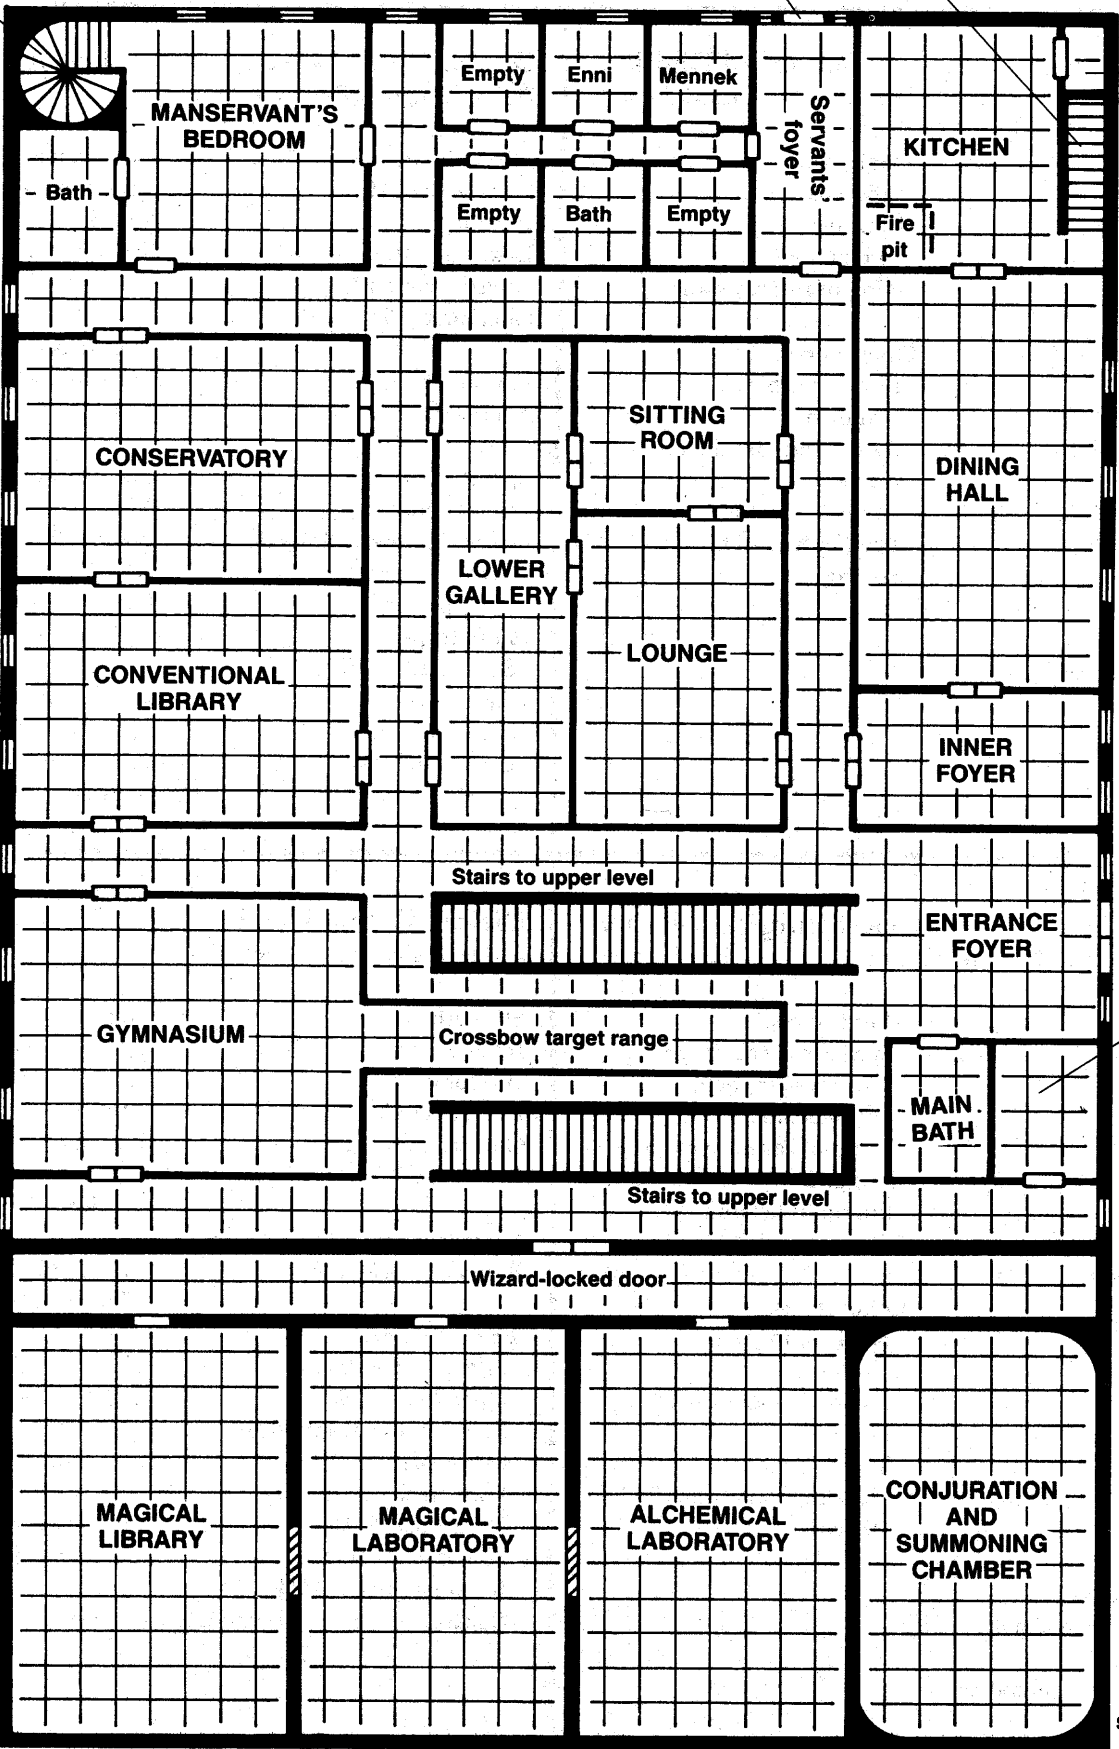 MANSERVANT'S
BEDROOM
Bath
Empty
Enni
Mennek
Empty
Bath
Empty
Servants'
foyer
KITCHEN
Fire
pit
CONSERVATORY
SITTING
ROOM
DINING
HALL
LOWER
GALLERY
LOUNGE
CONVENTIONAL
LIBRARY
INNER
FOYER
Stairs to upper level
ENTRANCE
FOYER
GYMNASIUM
Crossbow target range
MAIN
BATH
Stairs to upper level
Wizard-locked door
MAGICAL
LIBRARY
MAGICAL
LABORATORY
ALCHEMICAL
LABORATORY
CONJURATION
AND
SUMMONING
CHAMBER